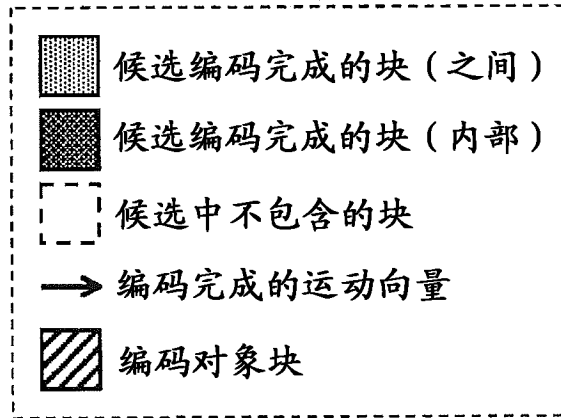 候选编码完成的块（之间）
候选编码完成的块（内部）
候选中不包含的块
编码完成的运动向量
编码对象块